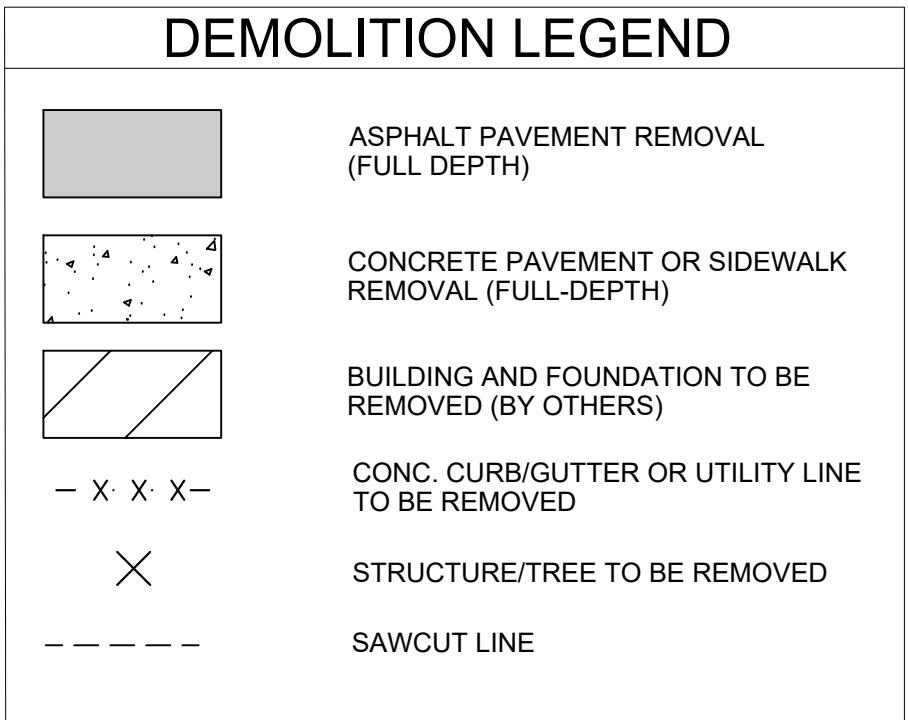 DEMOLITION LEGEND
ASPHALT PAVEMENT REMOVAL
(FULL DEPTH)
CONCRETE PAVEMENT OR SIDEWALK
REMOVAL (FULL-DEPTH)
BUILDING AND FOUNDATION TO BE
REMOVED (BY OTHERS)
X X X
CONC. CURB/GUTTER OR UTILITY LINE
TO BE REMOVED
STRUCTURE/TREE TO BE REMOVED
SAWCUT LINE